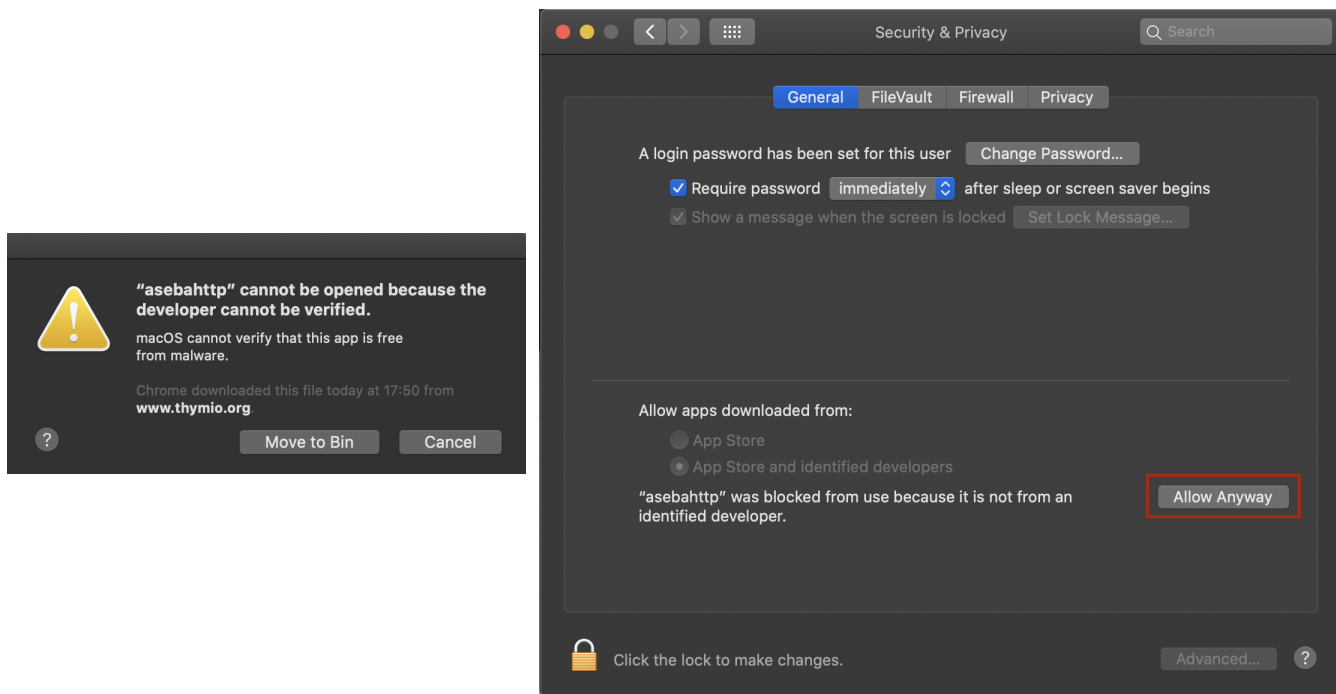 “asebahttp” cannot be opened because the
developer cannot be verified.
macOS cannot verify that this app is free
from malware.
Chrome downloaded this file today at 17:50 from
www.thymio.org.
?
Move to Bin
Cancel
Security & Privacy
Search
General
FileVault
Firewall
Privacy
A login password has been set for this user
Change Password...
Require password
immediately
after sleep or screen saver begins
Show a message when the screen is locked
Set Lock Message...
Allow apps downloaded from:
App Store
App Store and identified developers
“asebahttp” was blocked from use because it is not from an
identified developer.
Allow Anyway
Click the lock to make changes.
Advanced...
?